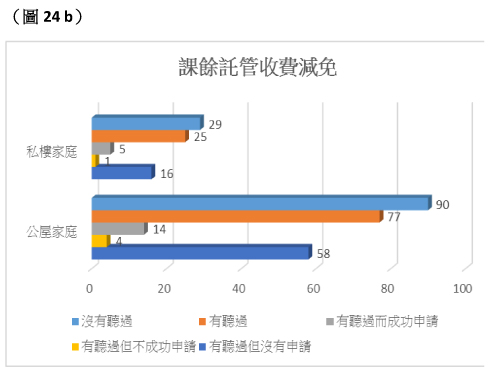 （圖 24 b）
課餘託管收費減免
私樓家庭
29
25
5
1
16
公屋家庭
90
77
14
4
58
0 20 40 60 80 100
沒有聽過 有聽過 有聽過而成功申請
有聽過但不成功申請 有聽過但沒有申請